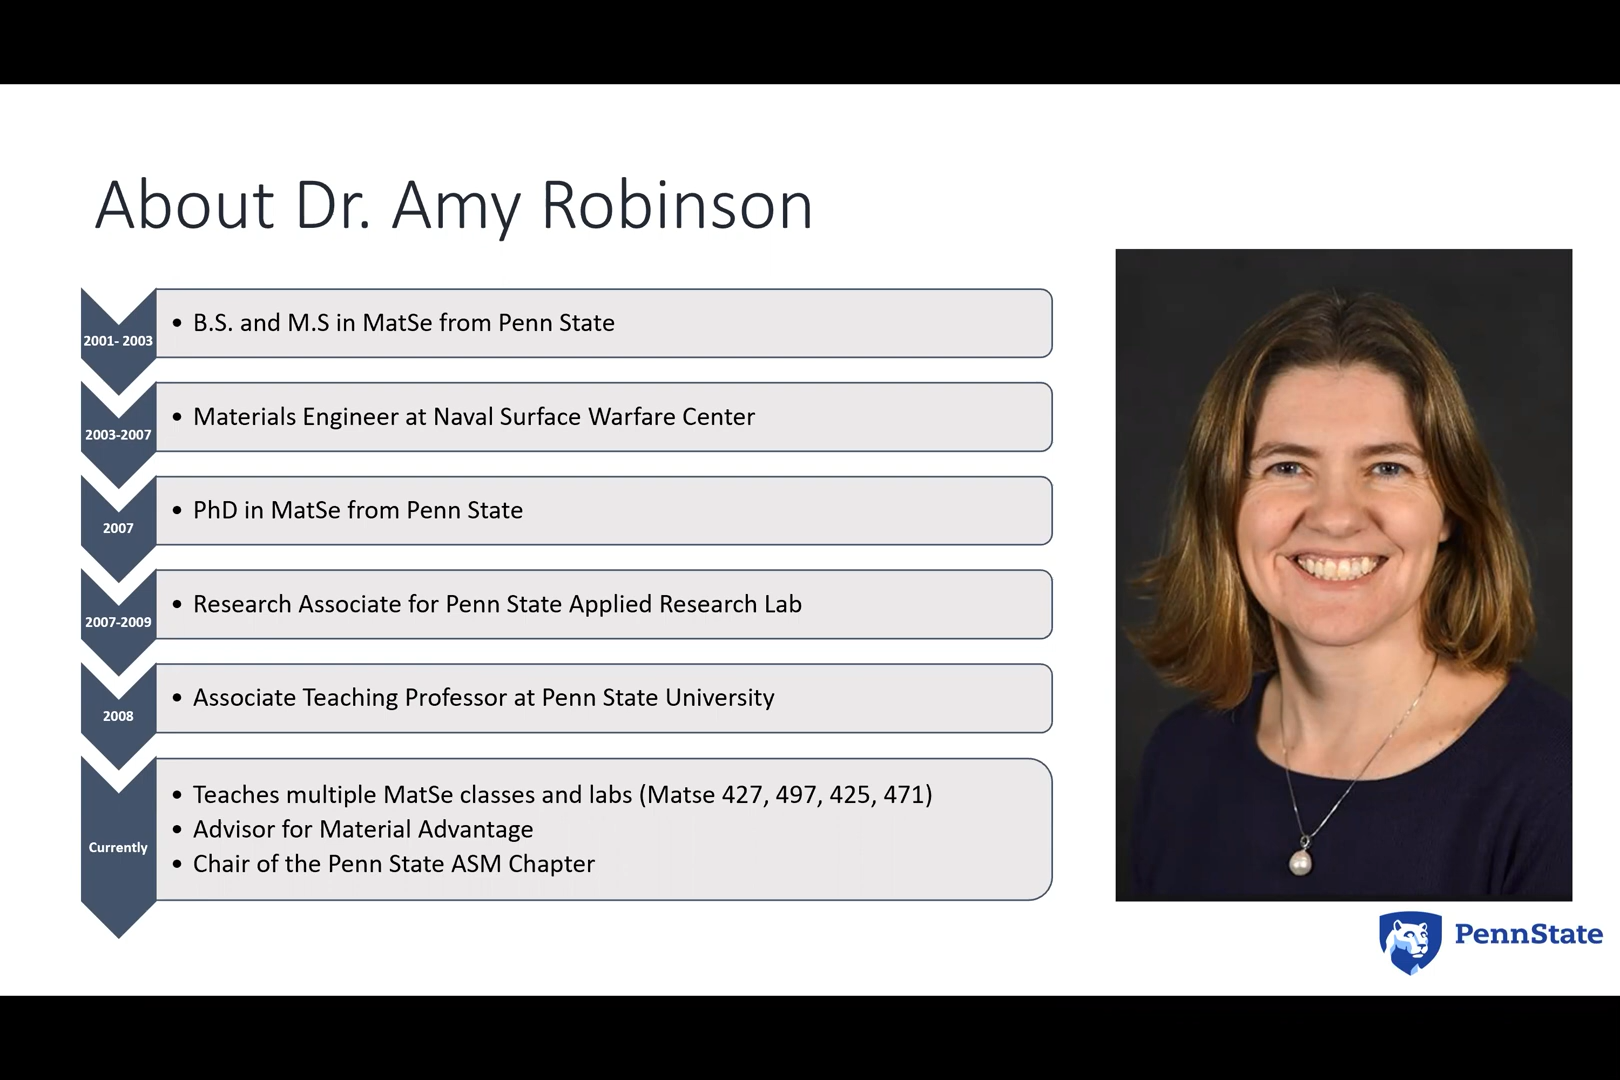 About Dr. Amy Robinson
2001- 2003
• B.S. and M.S in MatSe from Penn State
2003-2007
• Materials Engineer at Naval Surface Warfare Center
2007
• PhD in MatSe from Penn State
2007-2009
• Research Associate for Penn State Applied Research Lab
2008
• Associate Teaching Professor at Penn State University
Currently
• Teaches multiple MatSe classes and labs (Matse 427, 497, 425, 471)
• Advisor for Material Advantage
• Chair of the Penn State ASM Chapter
PennState